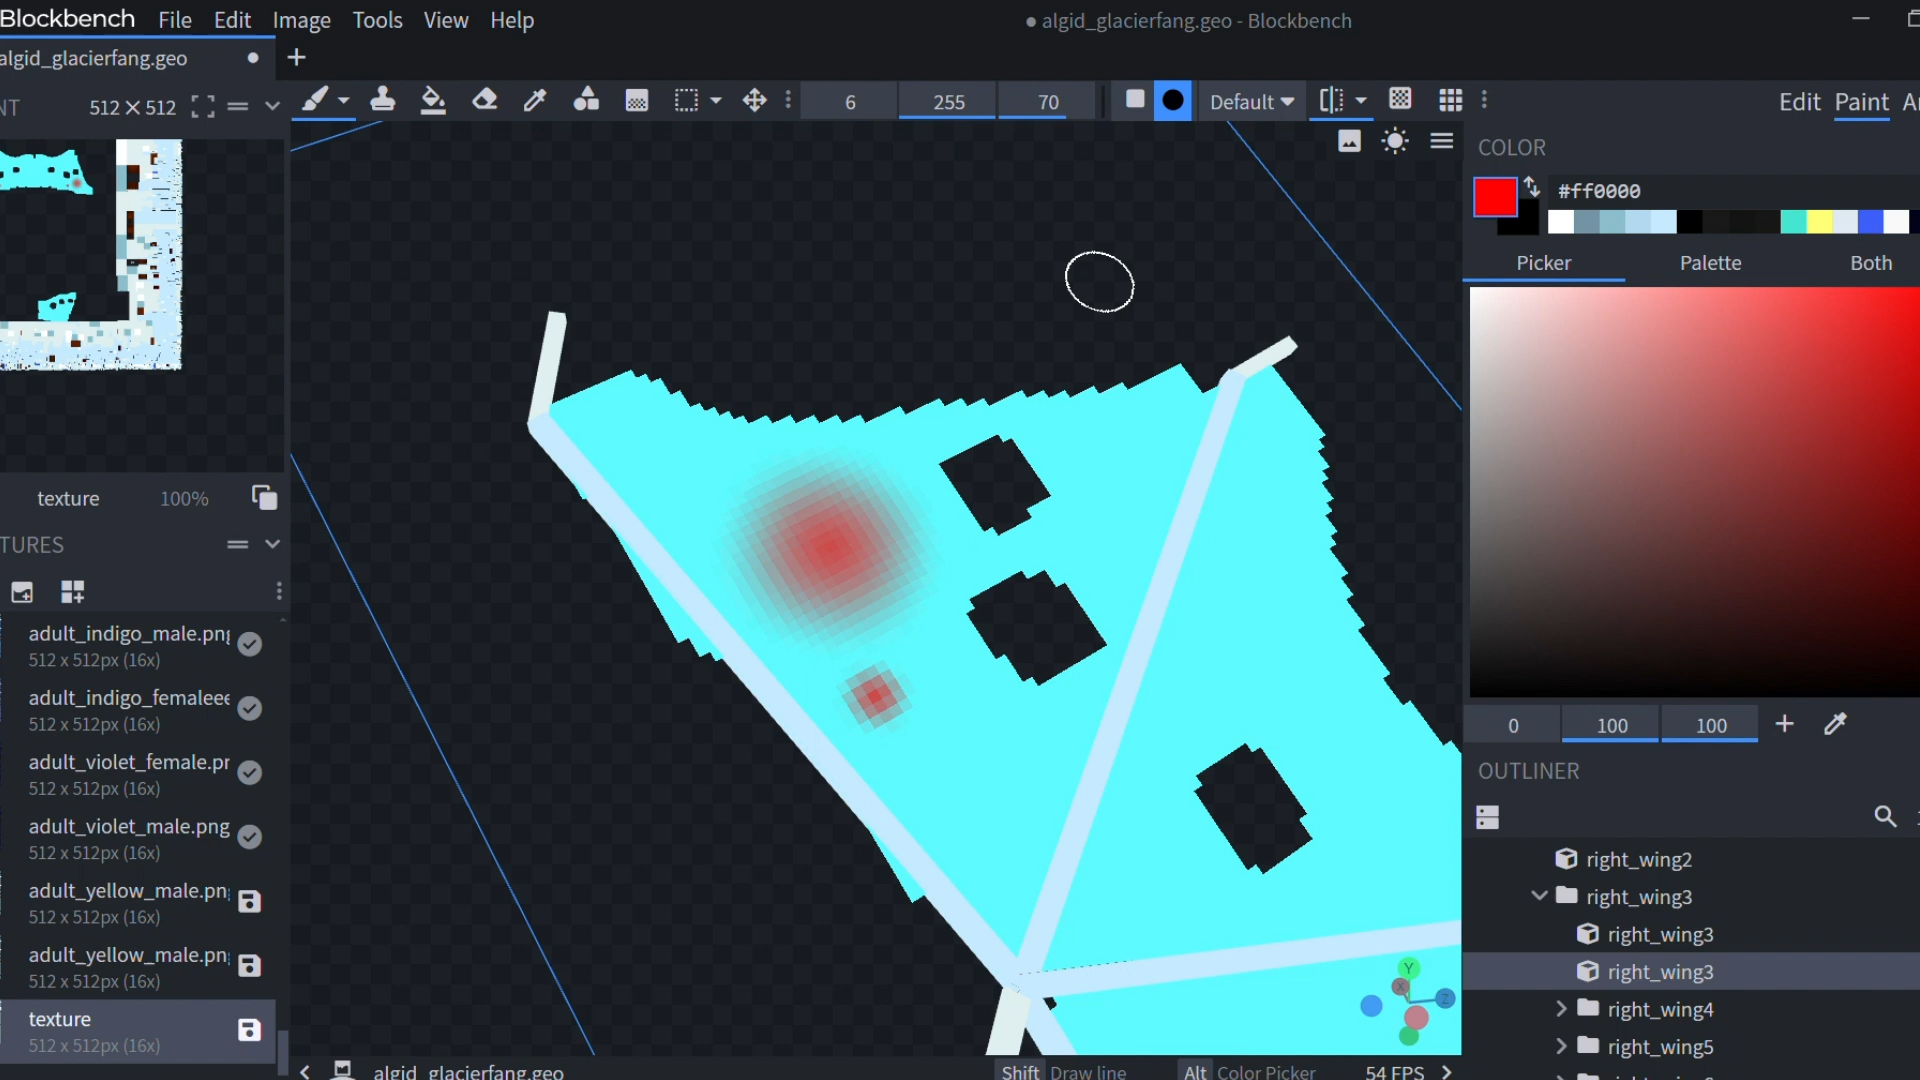 Blockbench File Edit Image Tools View Help
algid_glacierfang.geo - Blockbench
algid_glacierfang.geo
512 × 512
6 255 70 Default
Edit Paint
COLOR
#ff0000
Picker Palette Both
texture 100%
adult_indigo_male.png
512 x 512px (16x)
adult_indigo_femaleee
512 x 512px (16x)
adult_violet_female.pr
512 x 512px (16x)
adult_violet_male.png
512 x 512px (16x)
adult_yellow_male.pn
512 x 512px (16x)
adult_yellow_male.pn
512 x 512px (16x)
texture
512 x 512px (16x)
0 100 100
OUTLINER
right_wing2
right_wing3
right_wing3
right_wing3
right_wing4
right_wing5
Y
X
Z
algid_glacierfang.geo
Shift Draw line Alt Color Picker 54 FPS